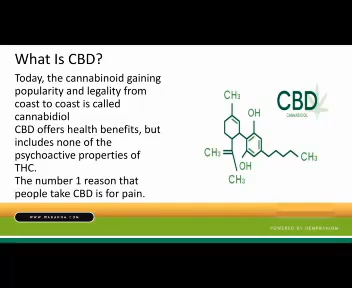 What Is CBD?
Today, the cannabinoid gaining
popularity and legality from
coast to coast is called
cannabidiol
CBD offers health benefits, but
includes none of the
psychoactive properties of
THC.
The number 1 reason that
people take CBD is for pain.
CH₃
OH
CH₂
OH
CH₃
CH₃
CBD
CANNABIDIOL